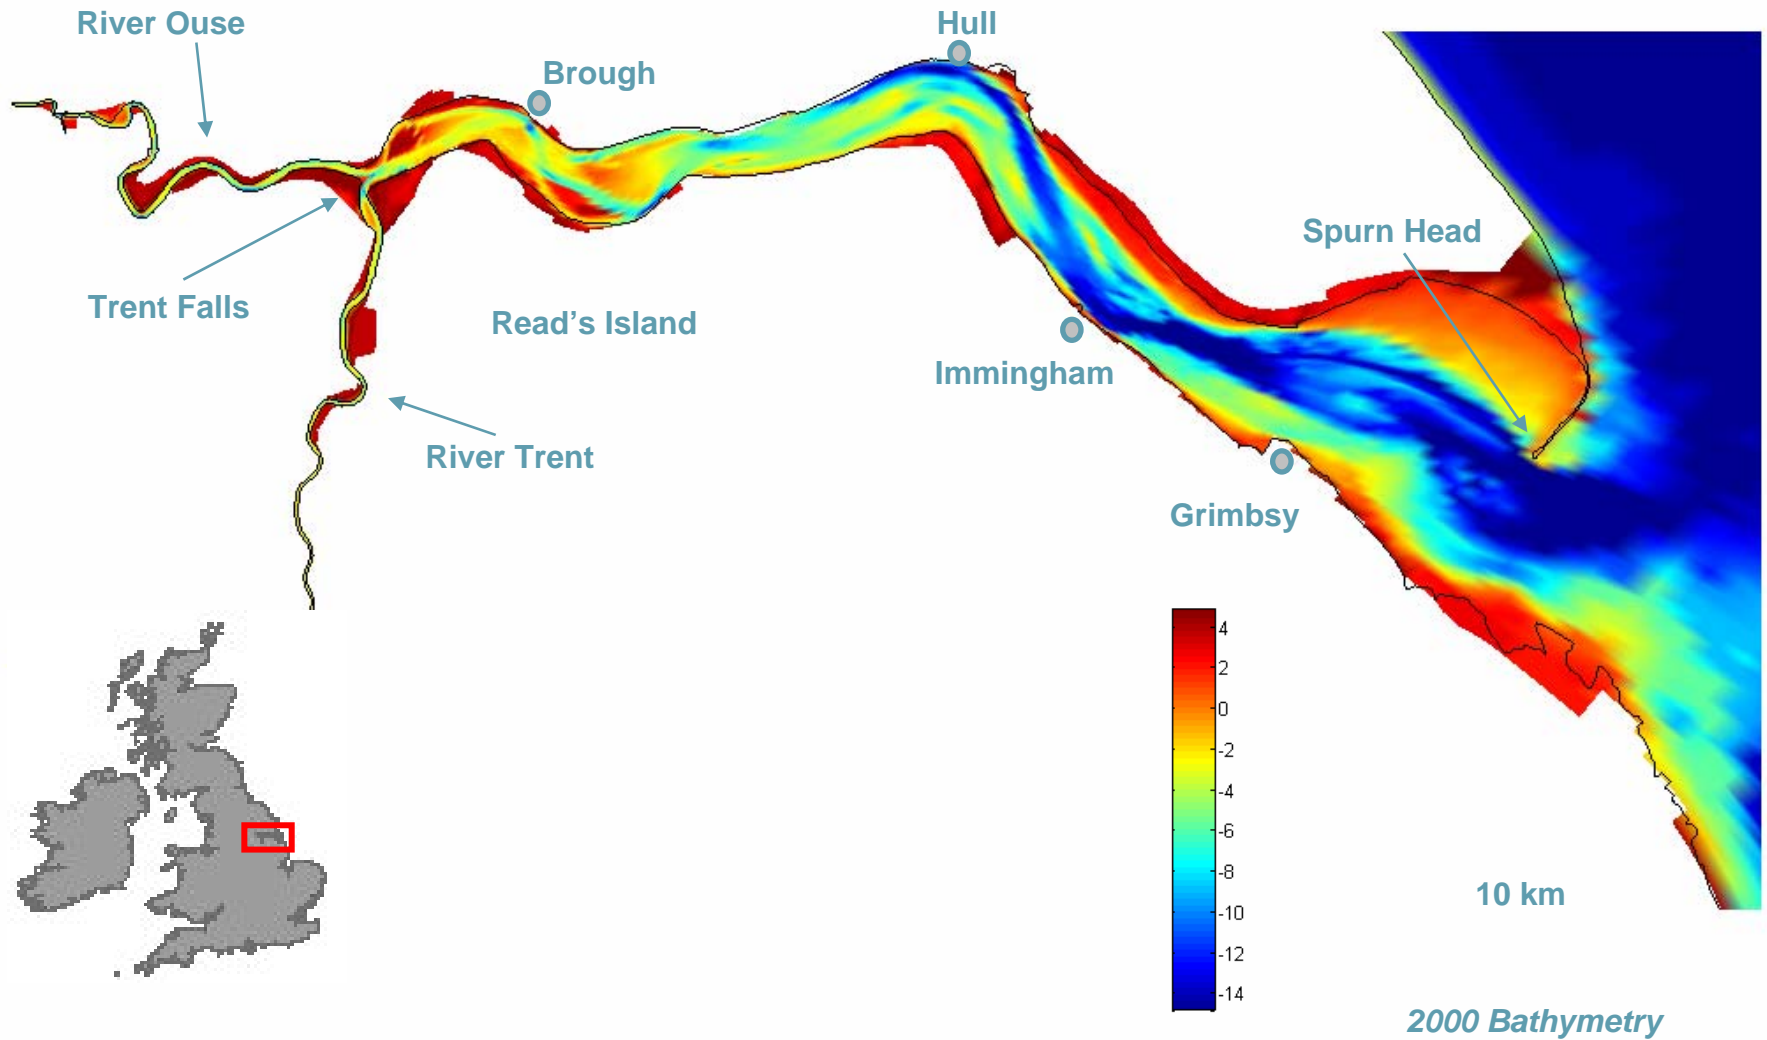 River Ouse
Hull
Brough
Spurn Head
Trent Falls
Read’s Island
Immingham
River Trent
Grimbsy
4
2
0
-2
-4
-6
-8
-10
-12
-14
10 km
2000 Bathymetry